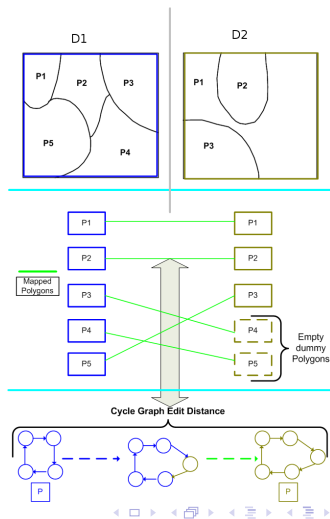 D1
D2
P1
P2
P3
P5
P4
P1
P2
P3
P1
P1
P2
P2
Mapped
Polygons
P3
P3
P4
P4
P5
P5
Empty
dummy
Polygons
Cycle Graph Edit Distance
P
P